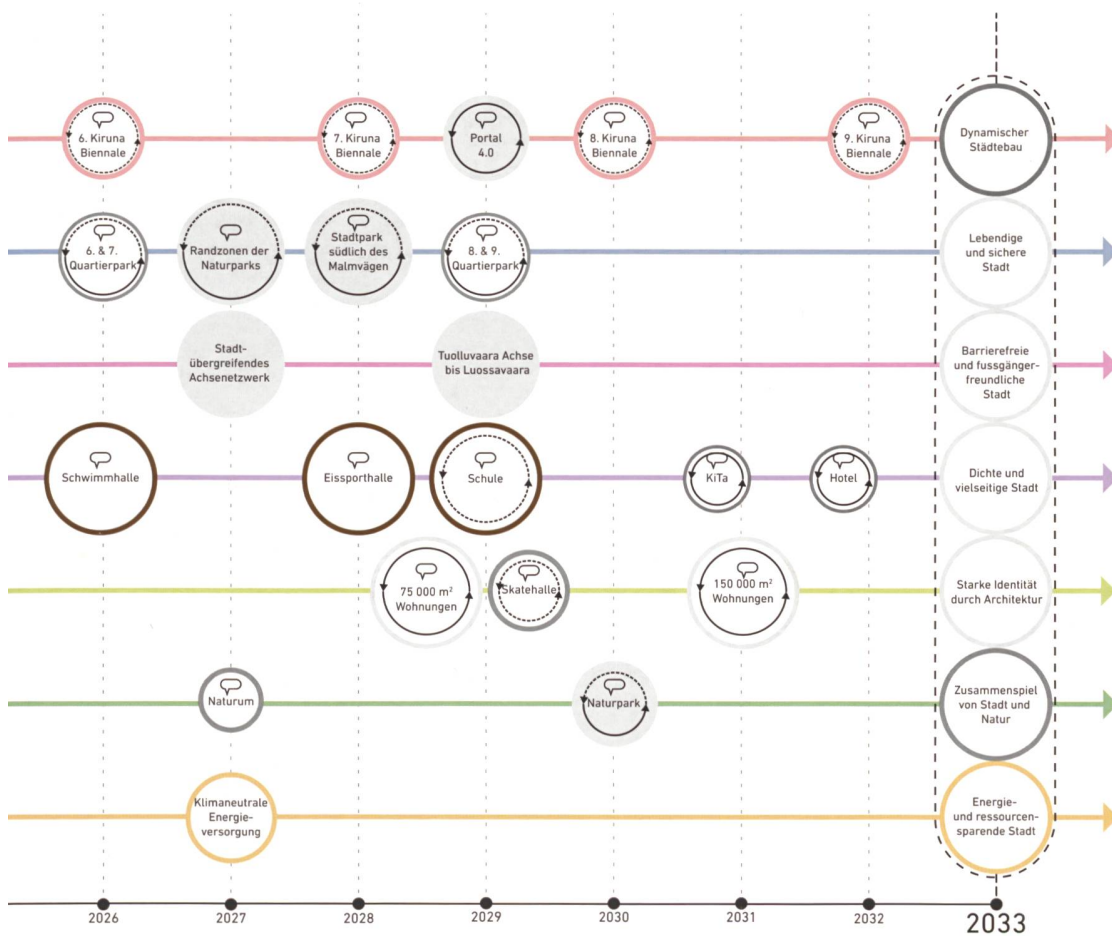 6. Kiruna
Biennale
7. Kiruna
Biennale
Portal
4.0
8. Kiruna
Biennale
9. Kiruna
Biennale
Dynamischer
Städtebau
6. & 7.
Quartierpark
Randzonen der
Naturparks
Stadtpark
südlich des
Malmvägen
8. & 9.
Quartierpark
Lebendige
und sichere
Stadt
Stadt-
übergreifendes
Achsenetzwerk
Tuolluvaara Achse
bis Luossavaara
Barrierefreie
und fussgänger-
freundliche
Stadt
Schwimmhalle
Eissporthalle
Schule
KiTa
Hotel
Dichte und
vielseitige Stadt
75 000 m²
Wohnungen
Skatehalle
150 000 m²
Wohnungen
Starke Identität
durch Architektur
Naturum
Naturpark
Zusammenspiel
von Stadt und
Natur
Klimaneutrale
Energie-
versorgung
Energie-
und ressourcen-
sparende Stadt
2026
2027
2028
2029
2030
2031
2032
2033